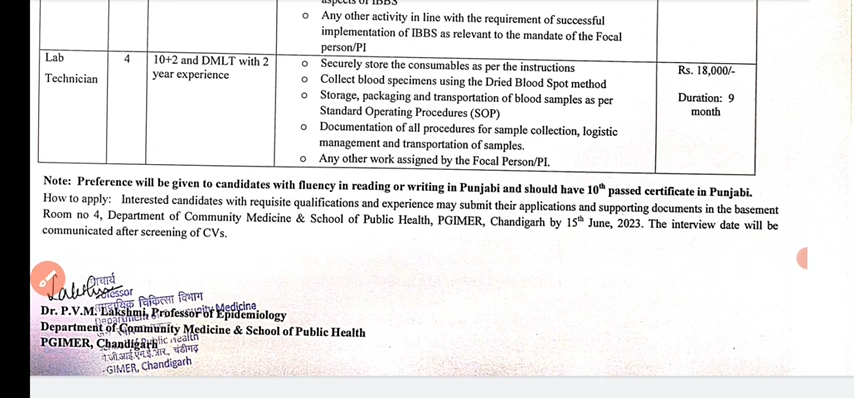 aspects of IBBS
o Any other activity in line with the requirement of successful
implementation of IBBS as relevant to the mandate of the Focal
person/PI
Lab
Technician
4
10+2 and DMLT with 2
year experience
o Securely store the consumables as per the instructions
o Collect blood specimens using the Dried Blood Spot method
o Storage, packaging and transportation of blood samples as per
Standard Operating Procedures (SOP)
o Documentation of all procedures for sample collection, logistic
management and transportation of samples.
o Any other work assigned by the Focal Person/PI.
Rs. 18,000/-
Duration: 9
month
Note: Preference will be given to candidates with fluency in reading or writing in Punjabi and should have 10th passed certificate in Punjabi.
How to apply: Interested candidates with requisite qualifications and experience may submit their applications and supporting documents in the basement
Room no 4, Department of Community Medicine & School of Public Health, PGIMER, Chandigarh by 15th June, 2023. The interview date will be
communicated after screening of CVs.
चिकित्सा विभाग
Dr. P.V.M. Lakshmi, Professor of Epidemiology
Department of Community Medicine & School of Public Health
PGIMER, Chandigarh
चंडीगढ़
GIMER, Chandigarh